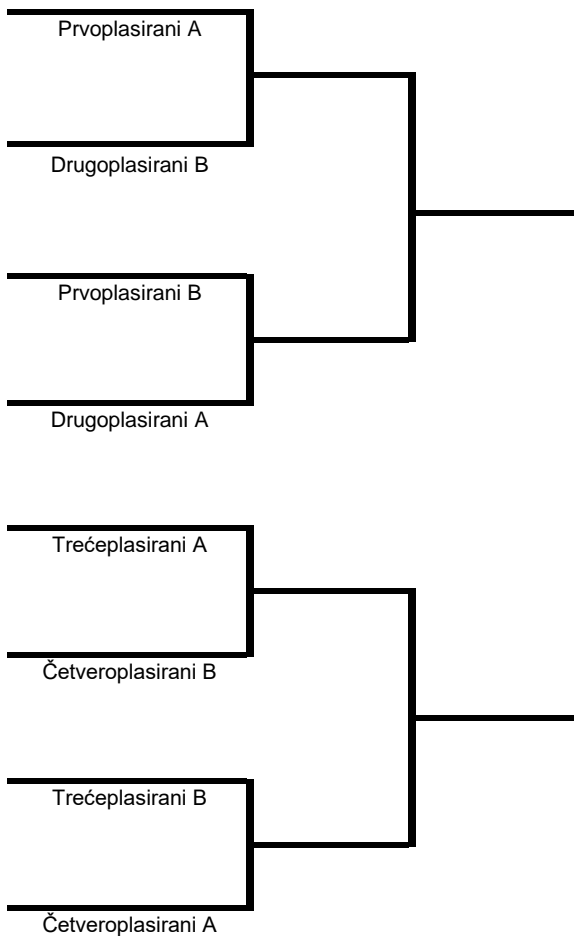 Prvoplasirani A
Drugoplasirani B
Prvoplasirani B
Drugoplasirani A
Trećeplasirani A
Četveroplasirani B
Trećeplasirani B
Četveroplasirani A